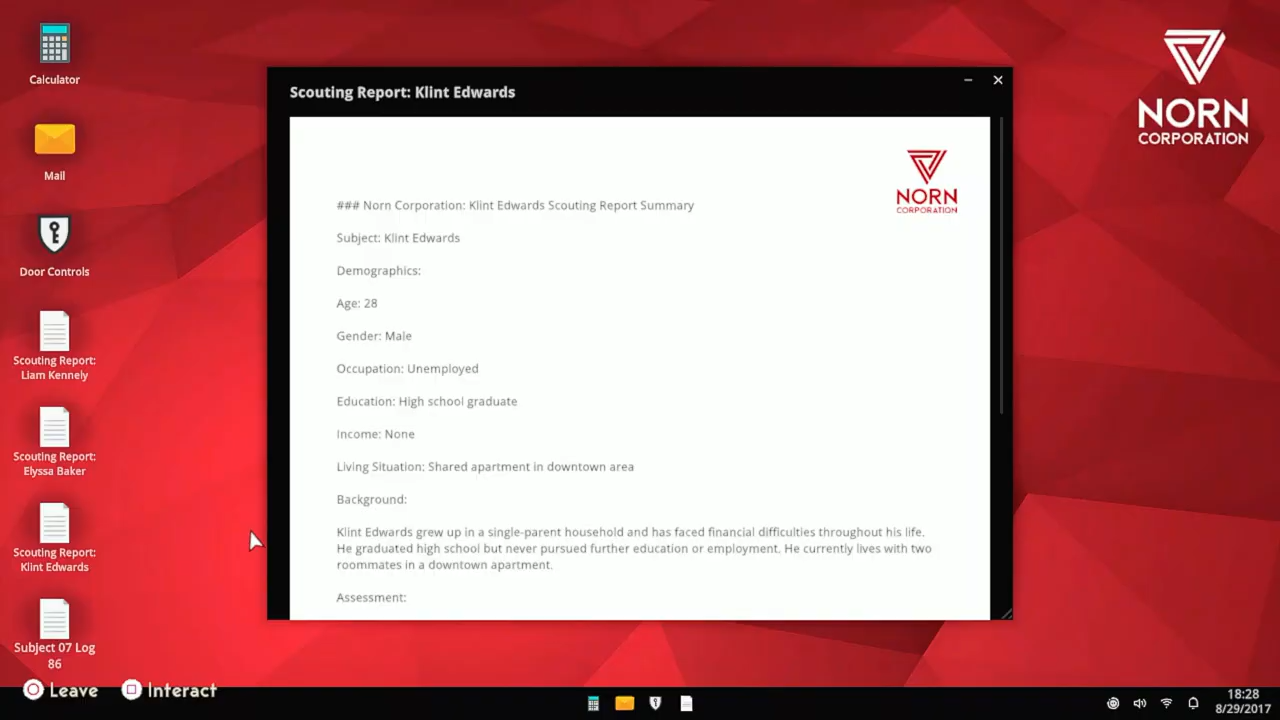 Calculator
Mail
Door Controls
Scouting Report:
Liam Kennely
Scouting Report:
Elyssa Baker
Scouting Report:
Klint Edwards
Subject 07 Log
86
Leave
Interact
Scouting Report: Klint Edwards
NORN
CORPORATION
### Norn Corporation: Klint Edwards Scouting Report Summary
Subject: Klint Edwards
Demographics:
Age: 28
Gender: Male
Occupation: Unemployed
Education: High school graduate
Income: None
Living Situation: Shared apartment in downtown area
Background:
Klint Edwards grew up in a single-parent household and has faced financial difficulties throughout his life.
He graduated high school but never pursued further education or employment. He currently lives with two
roommates in a downtown apartment.
Assessment:
NORN
CORPORATION
18:28
8/29/2017